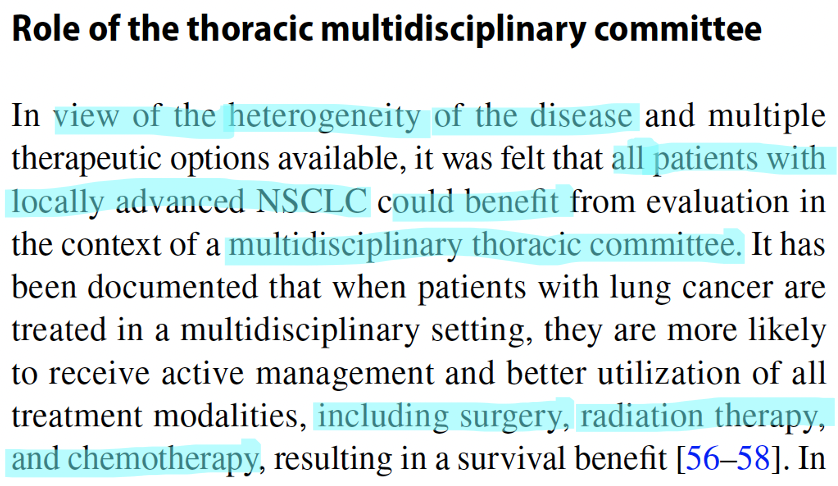 Role of the thoracic multidisciplinary committee
In view of the heterogeneity of the disease and multiple
therapeutic options available, it was felt that all patients with
locally advanced NSCLC could benefit from evaluation in
the context of a multidisciplinary thoracic committee. It has
been documented that when patients with lung cancer are
treated in a multidisciplinary setting, they are more likely
to receive active management and better utilization of all
treatment modalities, including surgery, radiation therapy,
and chemotherapy, resulting in a survival benefit [56–58]. In